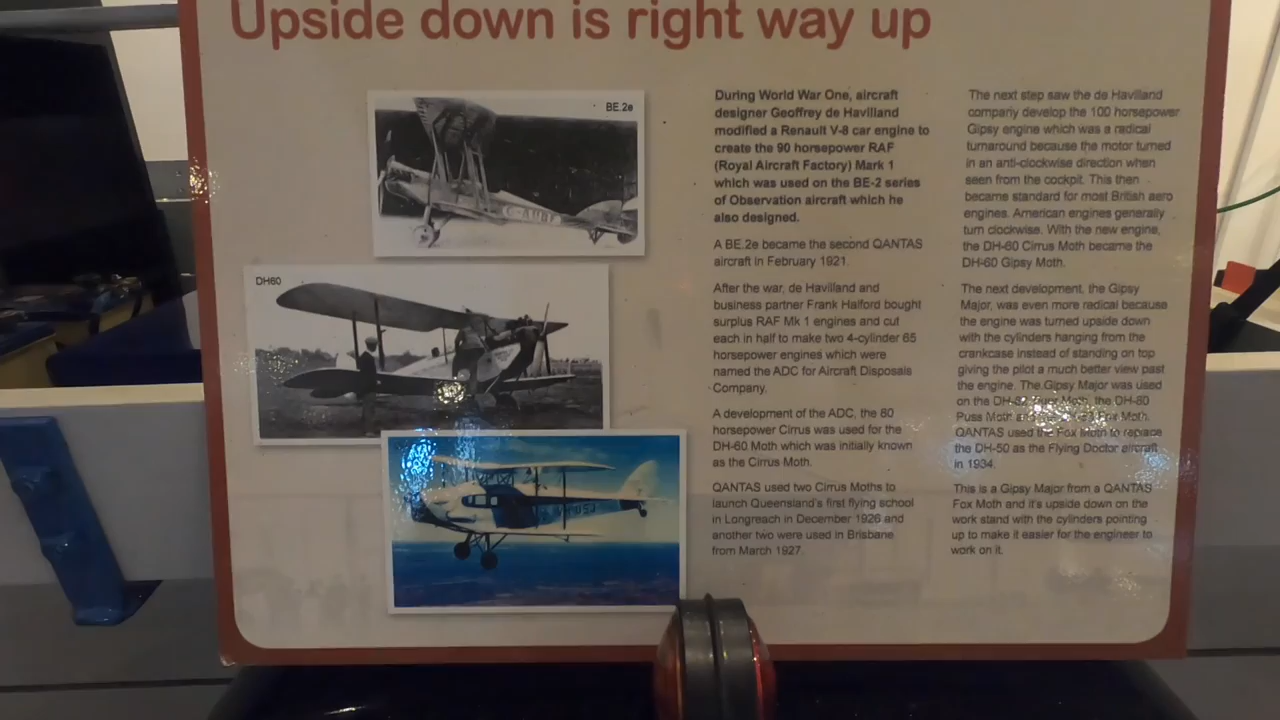 Upside down is right way up
BE.2e
DH60
During World War One, aircraft
designer Geoffrey de Havilland
modified a Renault V-8 car engine to
create the 90 horsepower RAF
(Royal Aircraft Factory) Mark 1
which was used on the BE-2 series
of Observation aircraft which he
also designed.
A BE.2e became the second QANTAS
aircraft in February 1921.
After the war, de Havilland and
business partner Frank Halford bought
surplus RAF Mk 1 engines and cut
each in half to make two 4-cylinder 65
horsepower engines which were
named the ADC for Aircraft Disposals
Company.
A development of the ADC, the 80
horsepower Cirrus was used for the
DH-60 Moth which was initially known
as the Cirrus Moth.
QANTAS used two Cirrus Moths to
launch Queensland's first flying school
in Longreach in December 1926 and
another two were used in Brisbane
from March 1927.
The next step saw the de Havilland
company develop the 100 horsepower
Gipsy engine which was a radical
turnaround because the motor turned
in an anti-clockwise direction when
seen from the cockpit. This then
became standard for most British aero
engines. American engines generally
turn clockwise. With the new engine,
the DH-60 Cirrus Moth became the
DH-60 Gipsy Moth.
The next development, the Gipsy
Major, was even more radical because
the engine was turned upside down
with the cylinders hanging from the
crankcase instead of standing on top
giving the pilot a much better view past
the engine. The Gipsy Major was used
on the Moth, the DH-80
Puss Moth Fox Moth.
QANTAS used the Fox Moth to replace
the DH-50 as the Flying Doctor aircraft
in 1934.
This is a Gipsy Major from a QANTAS
Fox Moth and it's upside down on the
work stand with the cylinders pointing
up to make it easier for the engineer to
work on it.